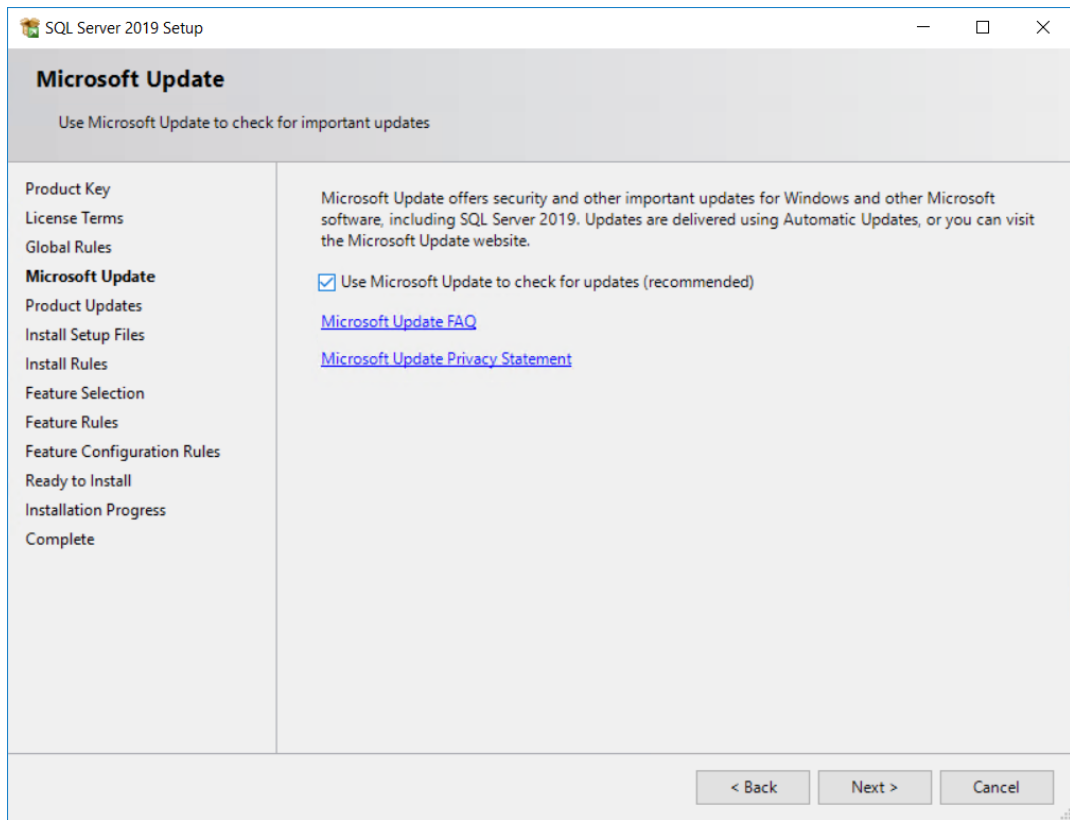 SQL Server 2019 Setup
Microsoft Update
Use Microsoft Update to check for important updates
Product Key
License Terms
Global Rules
Microsoft Update
Product Updates
Install Setup Files
Install Rules
Feature Selection
Feature Rules
Feature Configuration Rules
Ready to Install
Installation Progress
Complete
Microsoft Update offers security and other important updates for Windows and other Microsoft
software, including SQL Server 2019. Updates are delivered using Automatic Updates, or you can visit
the Microsoft Update website.
Use Microsoft Update to check for updates (recommended)
Microsoft Update FAQ
Microsoft Update Privacy Statement
< Back
Next >
Cancel